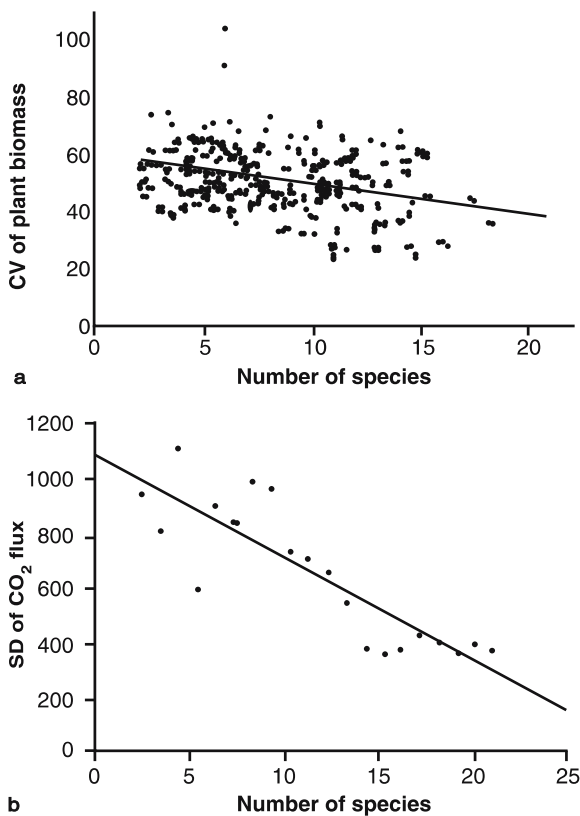 100
80
60
40
20
0
CV of plant biomass
0 5 10 15 20
a
Number of species
1200
1000
800
600
400
200
0
SD of CO2 flux
0 5 10 15 20 25
b
Number of species